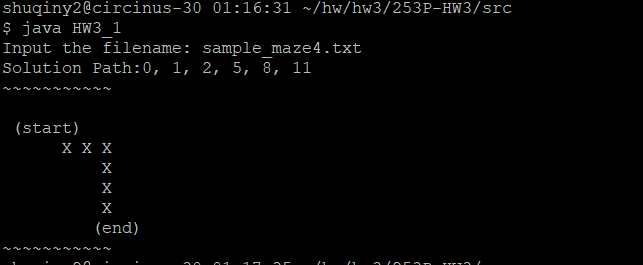 shuqiny2@circinus-30 01:16:31 ~/hw/hw3/253P-HW3/src
$ java HW3_1
Input the filename: sample_maze4.txt
Solution Path:0, 1, 2, 5, 8, 11
~~~~~~~~~~~
(start)
X X X
X
X
X
(end)
~~~~~~~~~~~